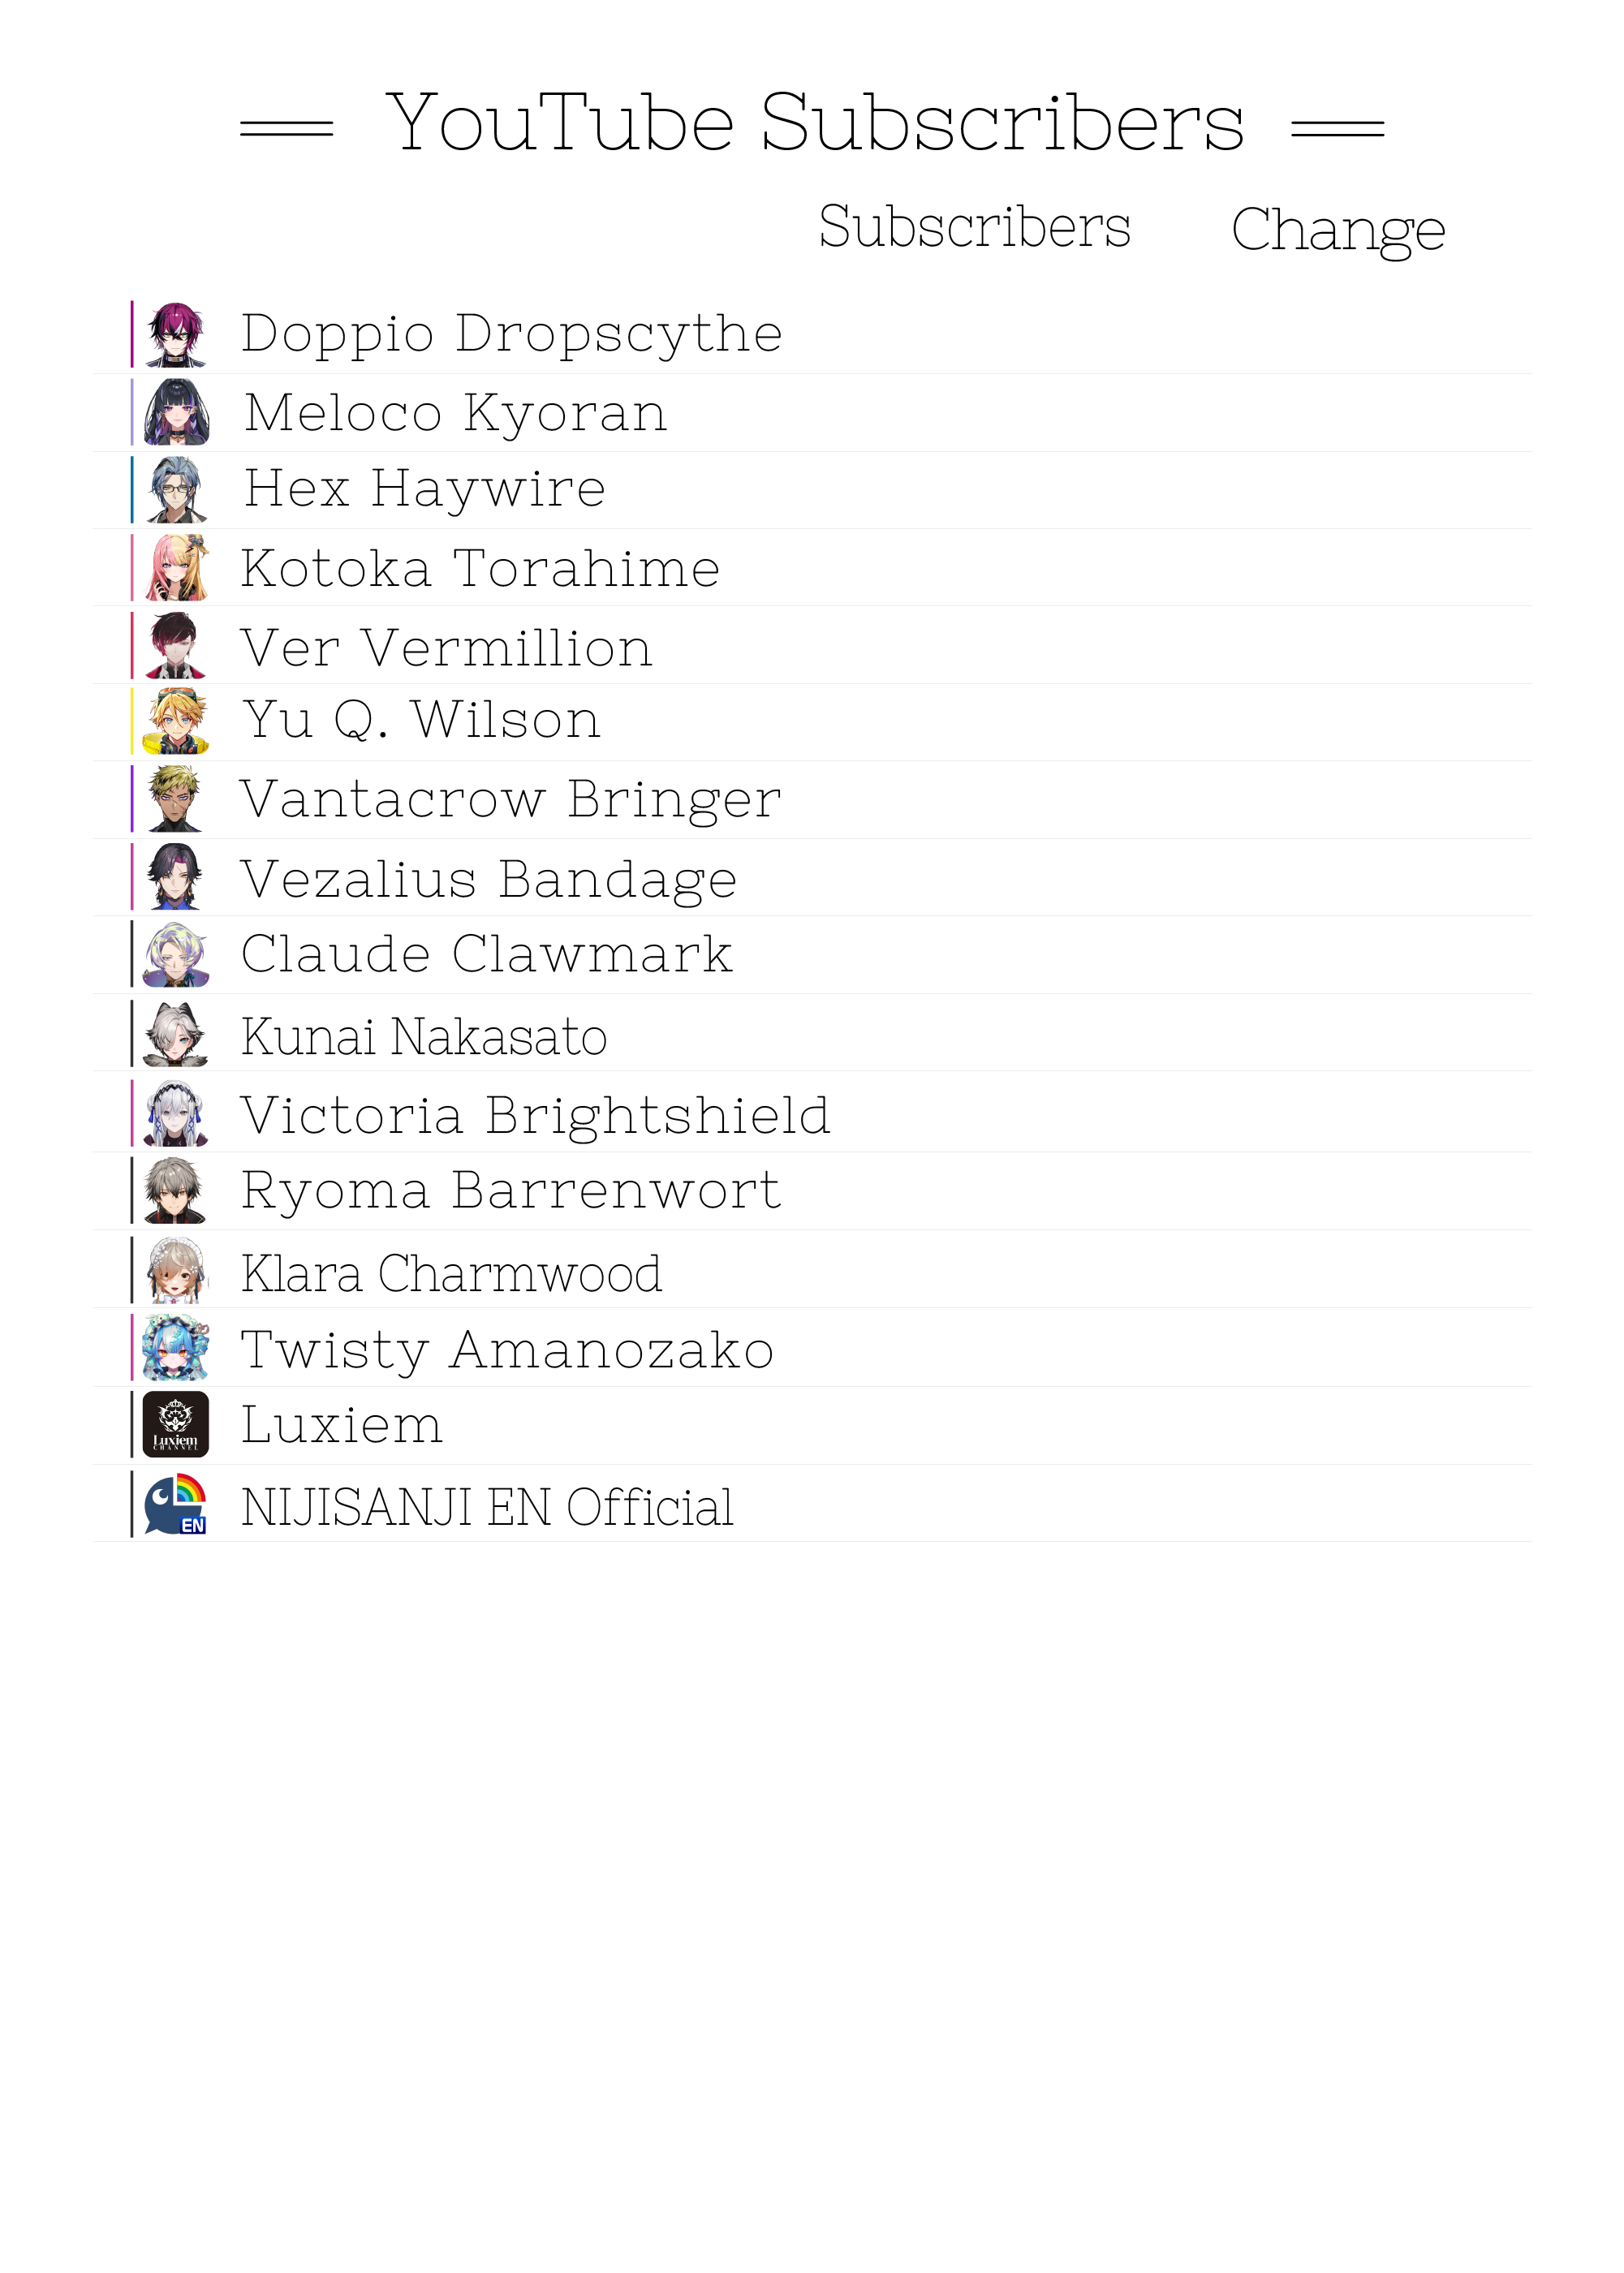 YouTube Subscribers
Subscribers Change
Doppio Dropscythe
Meloco Kyoran
Hex Haywire
Kotoka Torahime
Ver Vermillion
Yu Q. Wilson
Vantacrow Bringer
Vezalius Bandage
Claude Clawmark
Kunai Nakasato
Victoria Brightshield
Ryoma Barrenwort
Klara Charmwood
Twisty Amanozako
Luxiem
CHANNEL
Luxiem
EN
NIJISANJI EN Official